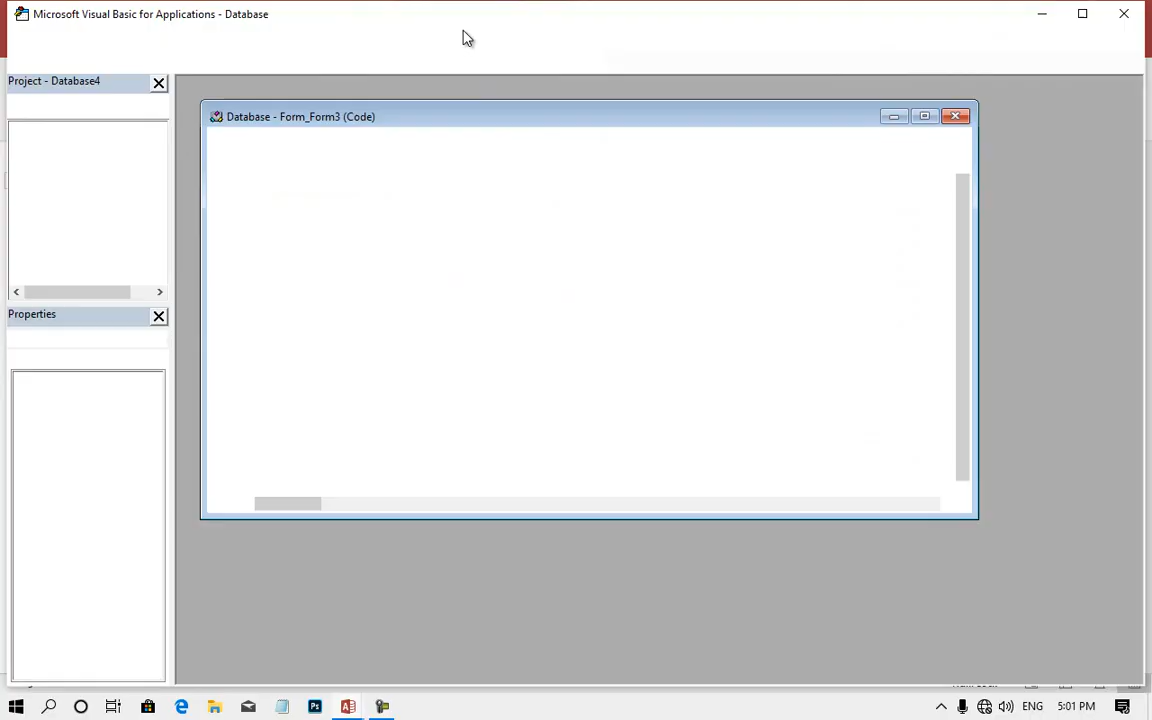 Microsoft Visual Basic for Applications - Database
Project - Database4
Database - Form_Form3 (Code)
Properties
ENG
5:01 PM